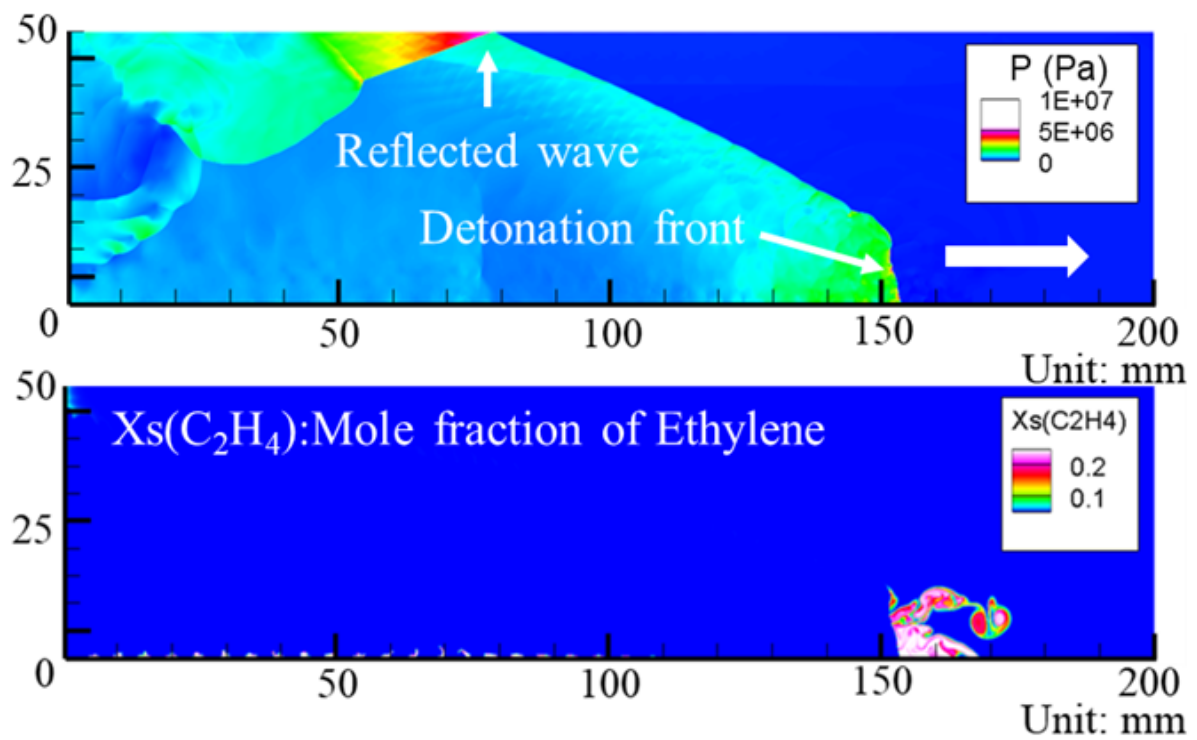 50
25
0
P (Pa)
1E+07
5E+06
0
Reflected wave
Detonation front
50
100
150
200
Unit: mm
50
25
0
Xs(C₂H₄):Mole fraction of Ethylene
Xs(C2H4)
0.2
0.1
50
100
150
200
Unit: mm